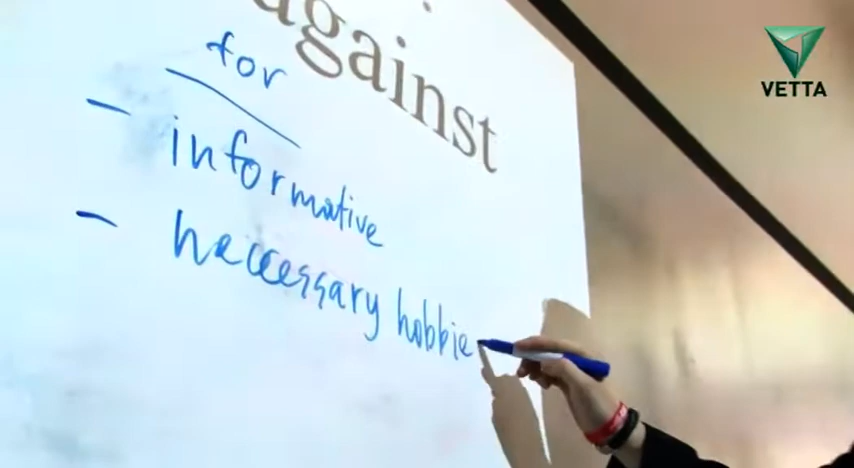 against
for
- informative
- neccessary hobbie
VETTA